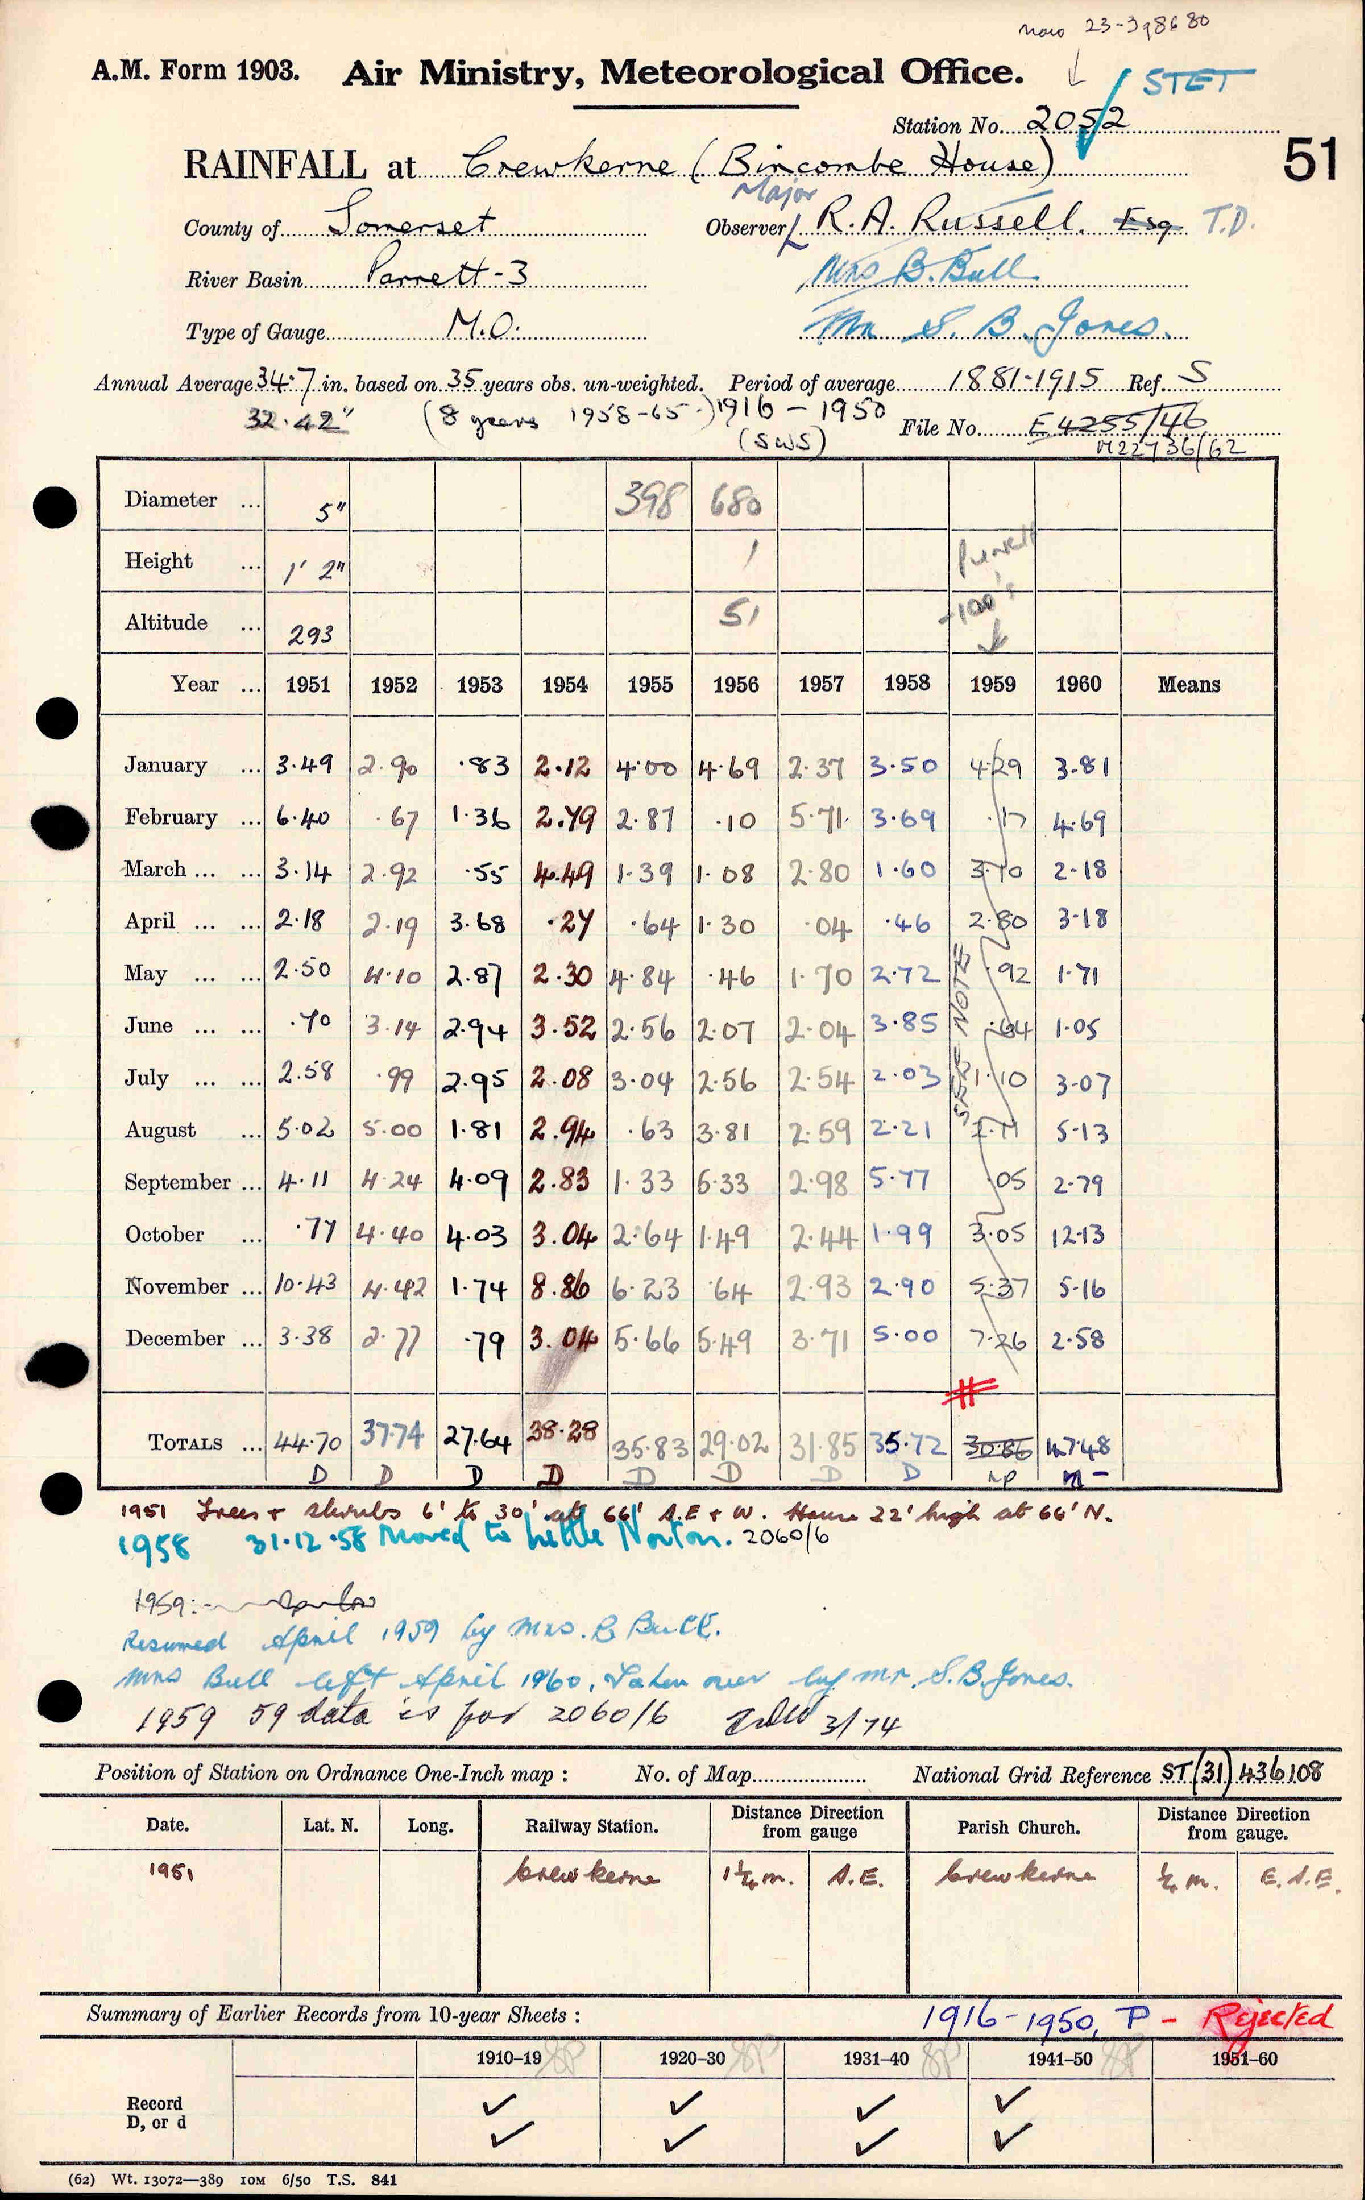 now 23-398680
A.M. Form 1903. Air Ministry, Meteorological Office.
STET
Station No. 2052
51
RAINFALL at Crewkerne (Bincombe House)
Major
County of Somerset Observer R. A. Russell. Esq T.D.
River Basin Parrett-3 Mrs B. Bull
Type of Gauge M.O. Mr S. B. Jones.
Annual Average 34.7 in. based on 35 years obs. un-weighted. Period of average 1881-1915 Ref. S
32.42" (8 years 1958-65-) 1916 - 1950 File No. E4255/46
(SWS) M22736/62
Diameter ... 5" 398 680
Height ... 1' 2" 1
Altitude ... 293 51 -100's
Year ... 1951 1952 1953 1954 1955 1956 1957 1958 1959 1960 Means
January ... 3.49 2.90 .83 2.12 4.00 4.69 2.37 3.50 4.29 3.81
February ... 6.40 .67 1.36 2.79 2.87 .10 5.71 3.69 .17 4.69
March ... ... 3.14 2.92 .55 4.49 1.39 1.08 2.80 1.60 3.10 2.18
April ... ... 2.18 2.19 3.68 .27 .64 1.30 .04 .46 2.80 3.18
May ... ... 2.50 4.10 2.87 2.30 4.84 .46 1.70 2.72 .92 1.71
June ... ... .70 3.14 2.94 3.52 2.56 2.07 2.04 3.85 .64 1.05
July ... ... 2.58 .99 2.95 2.08 3.04 2.56 2.54 2.03 1.10 3.07
August ... 5.02 5.00 1.81 2.94 .63 3.81 2.59 2.21 2.11 5.13
September ... 4.11 4.24 4.09 2.83 1.33 5.33 2.98 5.77 .05 2.79
October ... .77 4.40 4.03 3.04 2.64 1.49 2.44 1.99 3.05 12.13
November ... 10.43 4.42 1.74 8.86 6.23 .64 2.93 2.90 5.37 5.16
December ... 3.38 2.77 .79 3.04 5.66 5.49 3.71 5.00 7.26 2.58
SEE NOTE
TOTALS ... 44.70 37.74 27.64 38.28 35.83 29.02 31.85 35.72 30.86 47.48
D D D D D D D D np m-
1951 Trees + shrubs 6' to 30' at 66' S.E + W. House 22' high at 66' N.
1958 31.12.58 Moved to Little Norton. 2060/6
1959:-
Resumed April 1959 by Mrs. B Bull.
Mrs Bull left April 1960. Taken over by Mr. S. B. Jones.
1959 59 data is for 2060/6 3/74
Position of Station on Ordnance One-Inch map : No. of Map National Grid Reference ST(31)436108
Date. Lat. N. Long. Railway Station. Distance Direction from gauge Parish Church. Distance Direction from gauge.
1951 Crewkerne 1¼ m. S.E. Crewkerne ¼ m. E.S.E.
Summary of Earlier Records from 10-year Sheets : 1916-1950, P - Rejected
1910–19 1920–30 1931–40 1941–50 1951–60
Record ✓ ✓ ✓ ✓
D, or d ✓ ✓ ✓ ✓
(62) Wt. 13072—389 IOM 6/50 T.S. 841